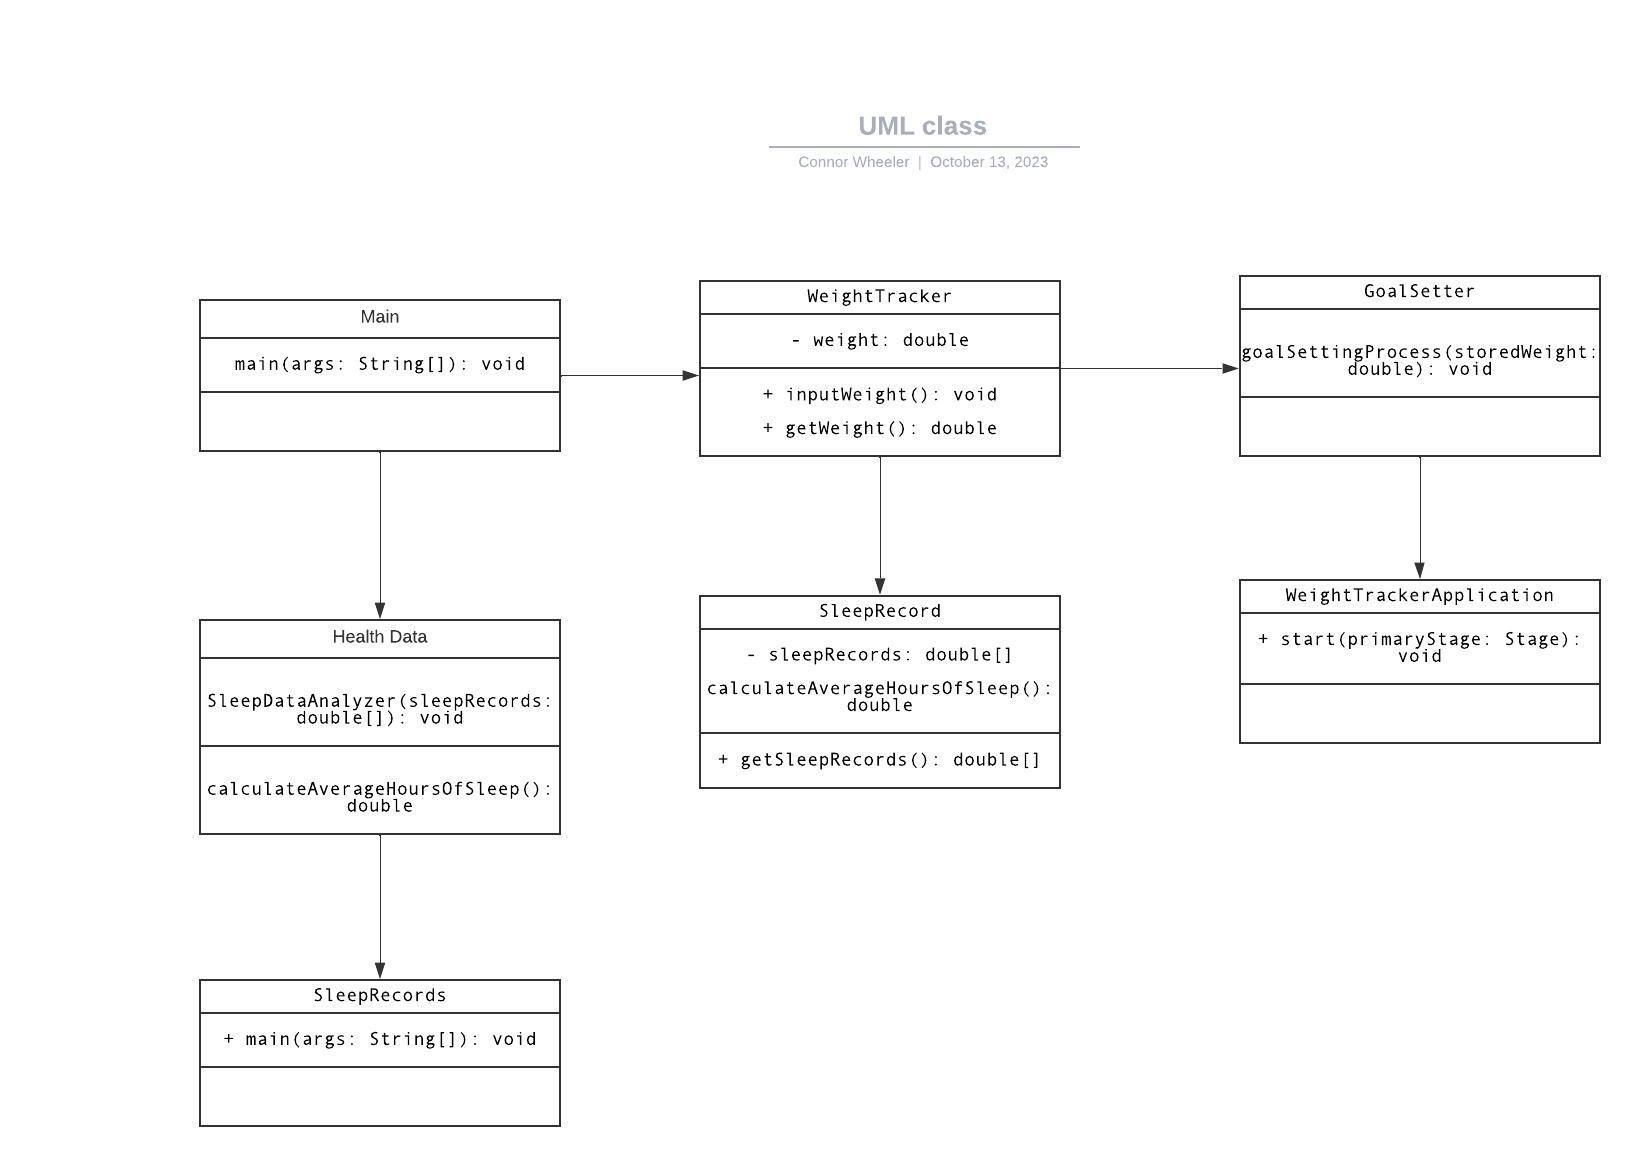 UML class
Connor Wheeler | October 13, 2023
Main
main(args: String[]): void
WeightTracker
- weight: double
+ inputWeight(): void
+ getWeight(): double
GoalSetter
goalSettingProcess(storedWeight:
double): void
Health Data
SleepDataAnalyzer(sleepRecords:
double[]): void
calculateAverageHoursOfSleep():
double
SleepRecord
- sleepRecords: double[]
calculateAverageHoursOfSleep():
double
+ getSleepRecords(): double[]
WeightTrackerApplication
+ start(primaryStage: Stage):
void
SleepRecords
+ main(args: String[]): void